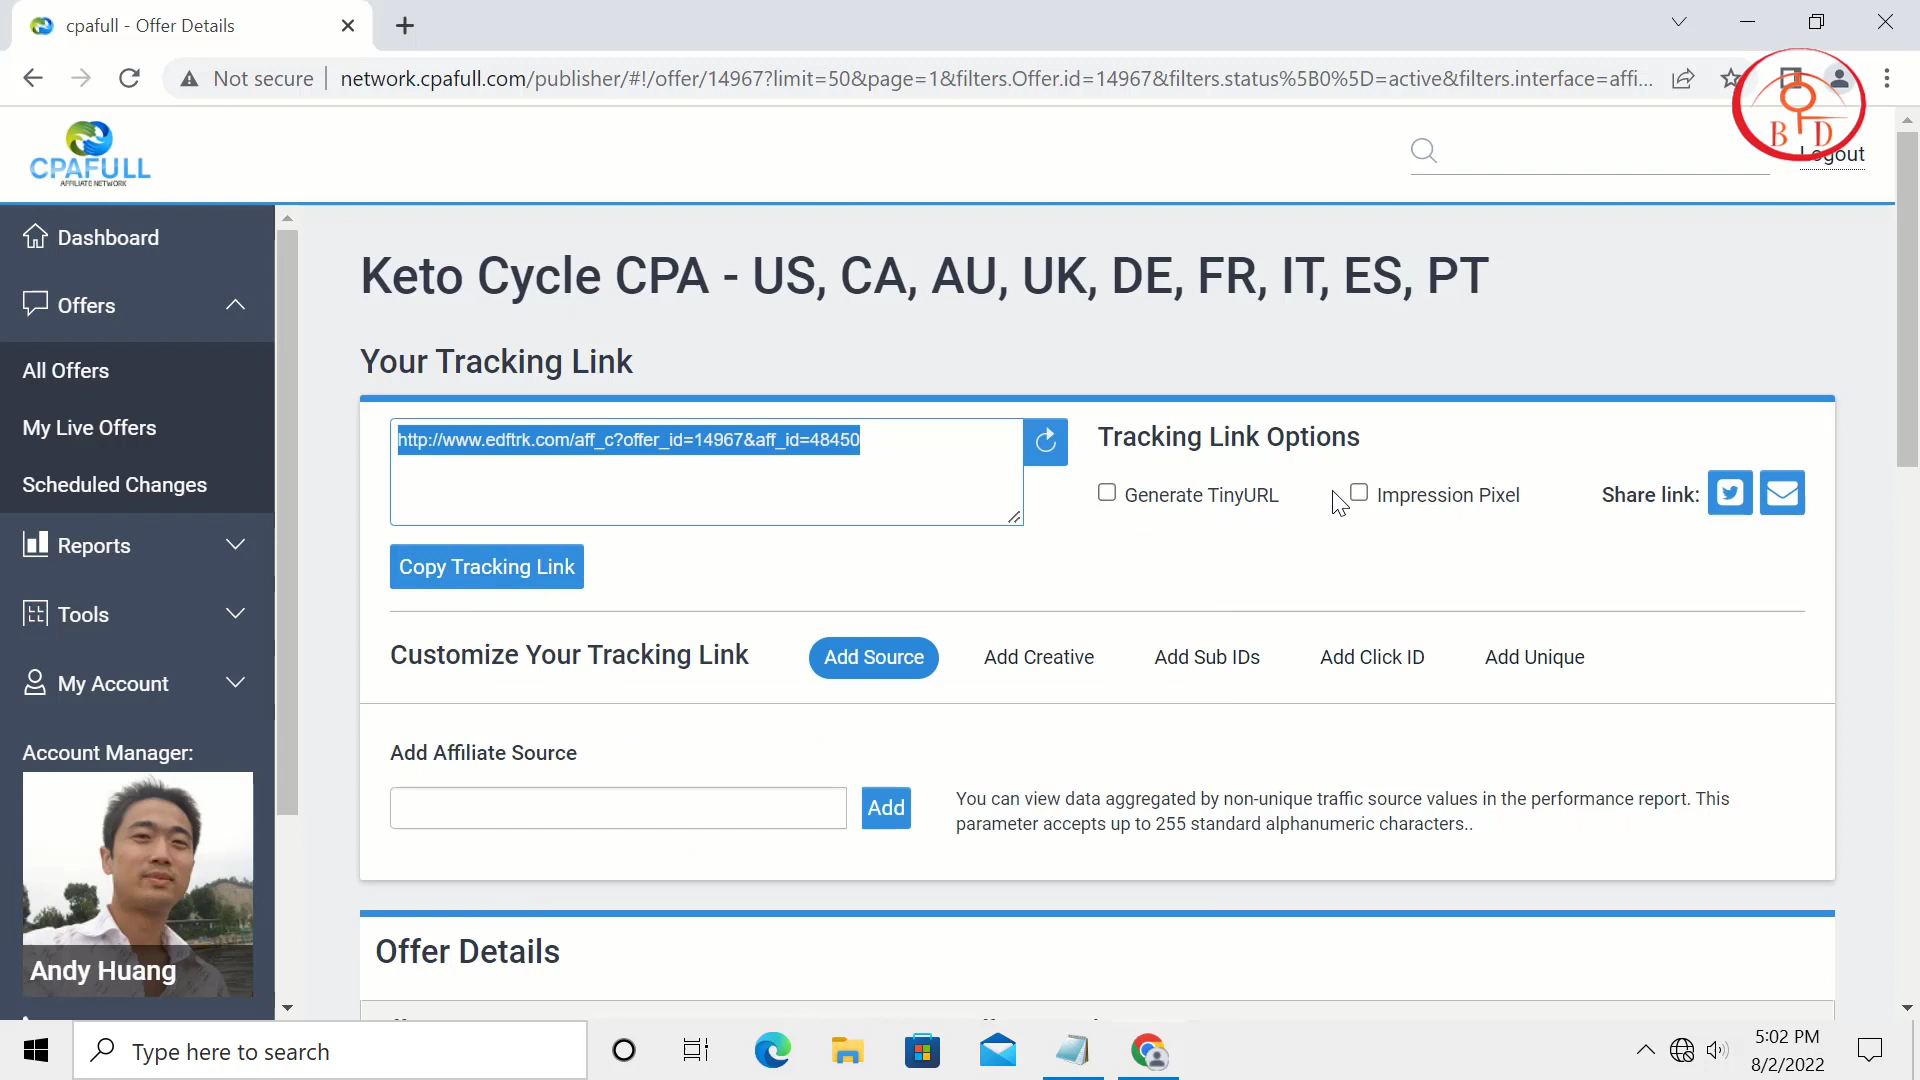 cpafull - Offer Details
Not secure
network.cpafull.com/publisher/#!/offer/14967?limit=50&page=1&filters.Offer.id=14967&filters.status%5B0%5D=active&filters.interface=affi...
CPAFULL
AFFILIATE NETWORK
B D
Logout
Dashboard
Offers
All Offers
My Live Offers
Scheduled Changes
Reports
Tools
My Account
Account Manager:
Andy Huang
Keto Cycle CPA - US, CA, AU, UK, DE, FR, IT, ES, PT
Your Tracking Link
http://www.edftrk.com/aff_c?offer_id=14967&aff_id=48450
Tracking Link Options
Generate TinyURL
Impression Pixel
Share link:
Copy Tracking Link
Customize Your Tracking Link
Add Source
Add Creative
Add Sub IDs
Add Click ID
Add Unique
Add Affiliate Source
Add
You can view data aggregated by non-unique traffic source values in the performance report. This
parameter accepts up to 255 standard alphanumeric characters..
Offer Details
Type here to search
5:02 PM
8/2/2022